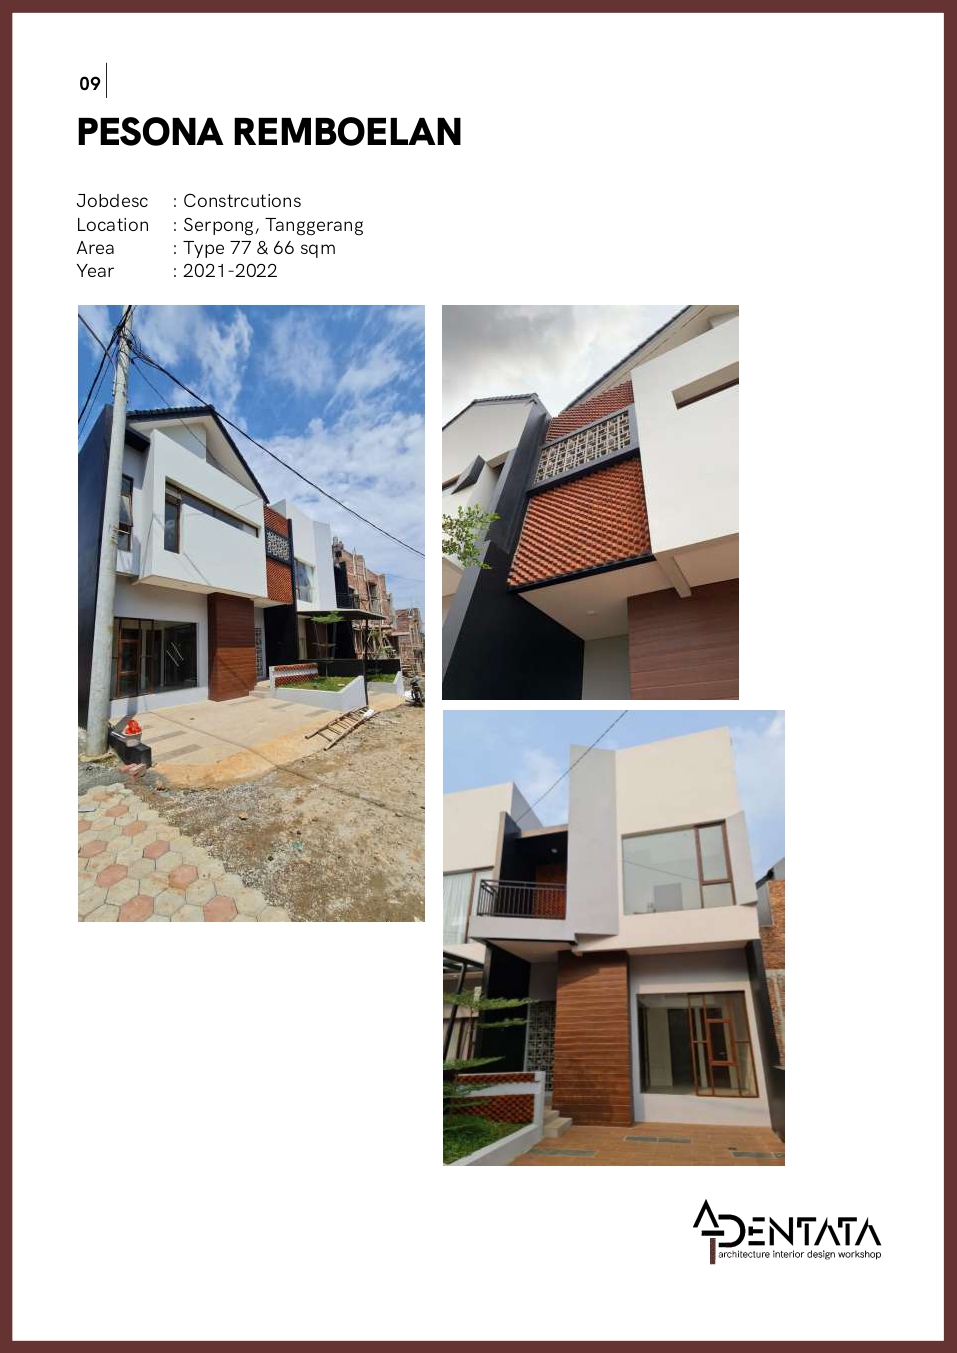 09
PESONA REMBOELAN
Jobdesc : Constrcutions
Location : Serpong, Tanggerang
Area : Type 77 & 66 sqm
Year : 2021-2022
ADENTATA
architecture interior design workshop